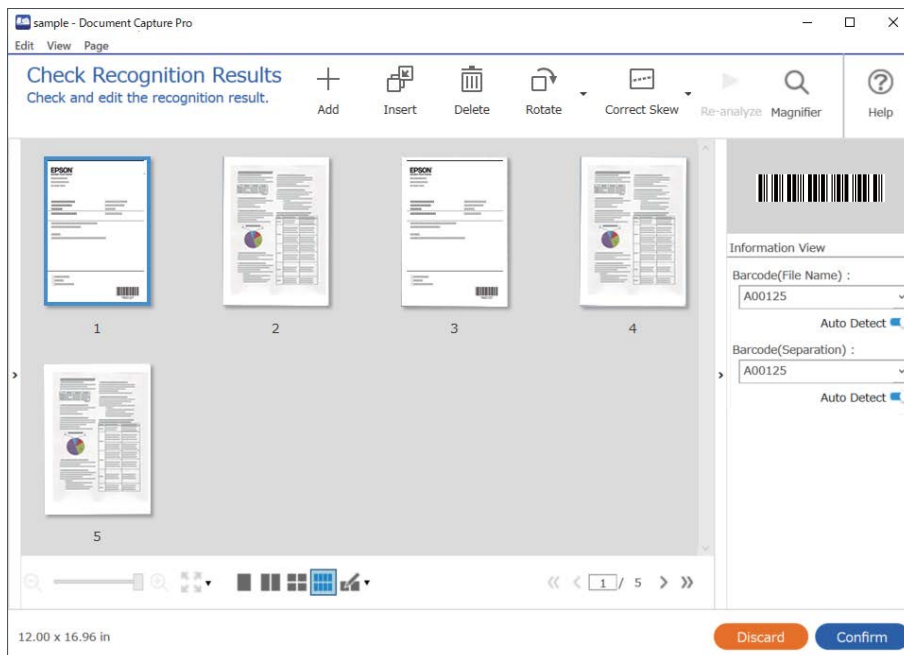 sample - Document Capture Pro
Edit View Page
Check Recognition Results
Check and edit the recognition result.
Add
Insert
Delete
Rotate
Correct Skew
Re-analyze
Magnifier
Help
EPSON
EPSON
1
2
3
4
5
Information View
Barcode(File Name) :
A00125
Auto Detect
Barcode(Separation) :
A00125
Auto Detect
1 / 5
12.00 x 16.96 in
Discard
Confirm